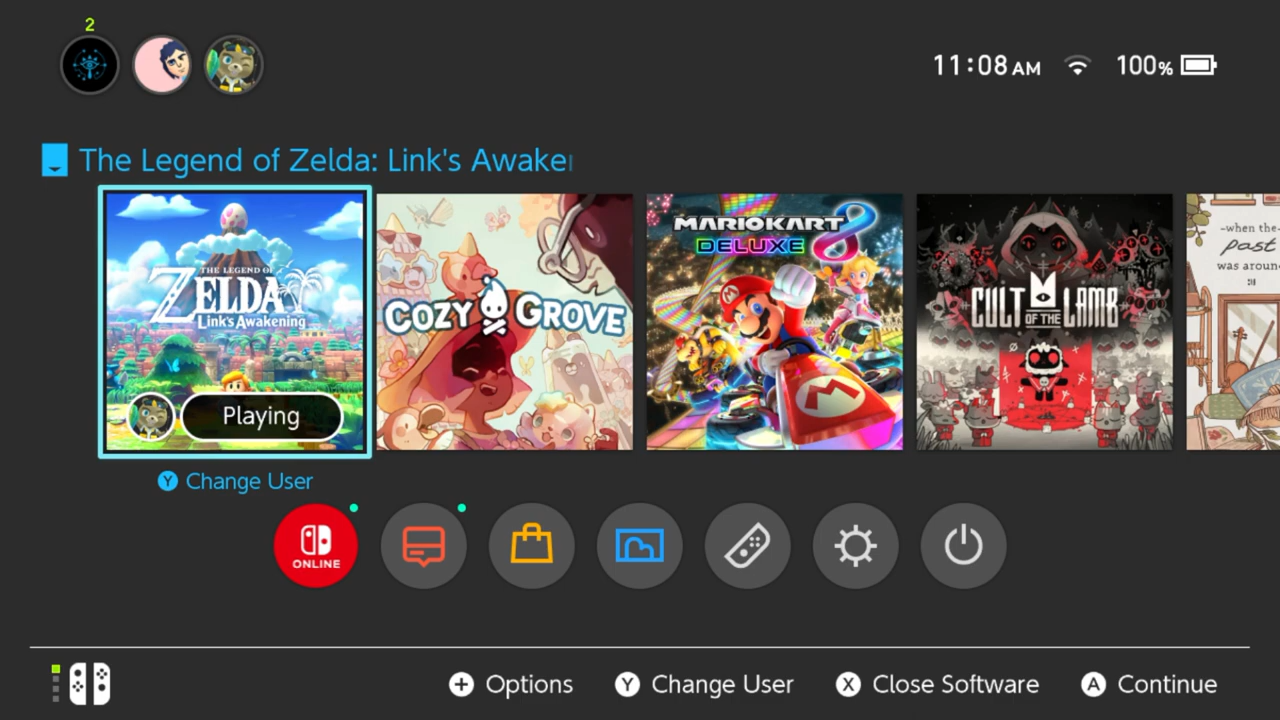 2
11:08 AM
100%
The Legend of Zelda: Link's Awake
THE LEGEND OF
ZELDA
Link's Awakening
Playing
COZY GROVE
MARIOKART 8
DELUXE
CULT
OF THE
LAMB
-when the-
past
was aroun
Y Change User
ONLINE
+ Options
Y Change User
X Close Software
A Continue